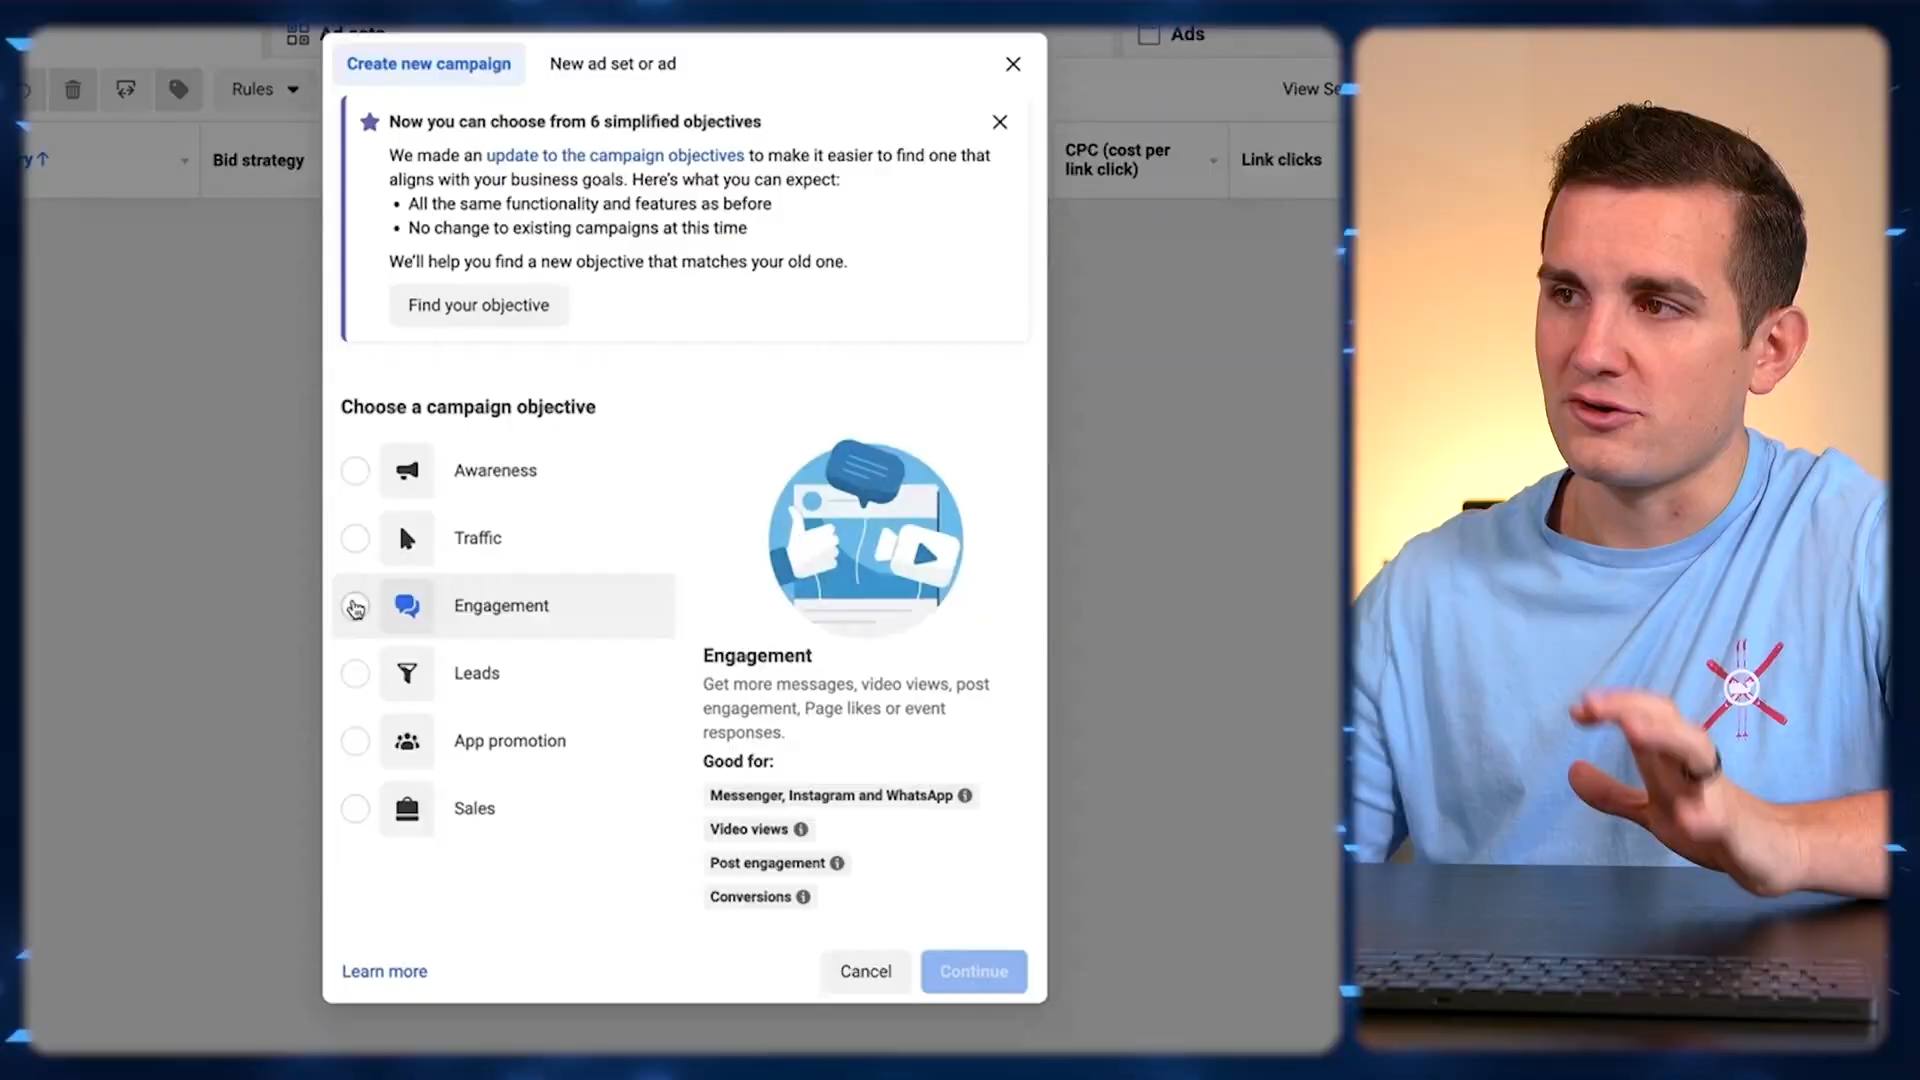 Ad sets
Ads
Create new campaign
New ad set or ad
Rules
View Se
Now you can choose from 6 simplified objectives
We made an update to the campaign objectives to make it easier to find one that
aligns with your business goals. Here's what you can expect:
• All the same functionality and features as before
• No change to existing campaigns at this time
We'll help you find a new objective that matches your old one.
Find your objective
ry ↑
Bid strategy
CPC (cost per
link click)
Link clicks
Choose a campaign objective
Awareness
Traffic
Engagement
Leads
App promotion
Sales
Engagement
Get more messages, video views, post
engagement, Page likes or event
responses.
Good for:
Messenger, Instagram and WhatsApp
Video views
Post engagement
Conversions
Learn more
Cancel
Continue